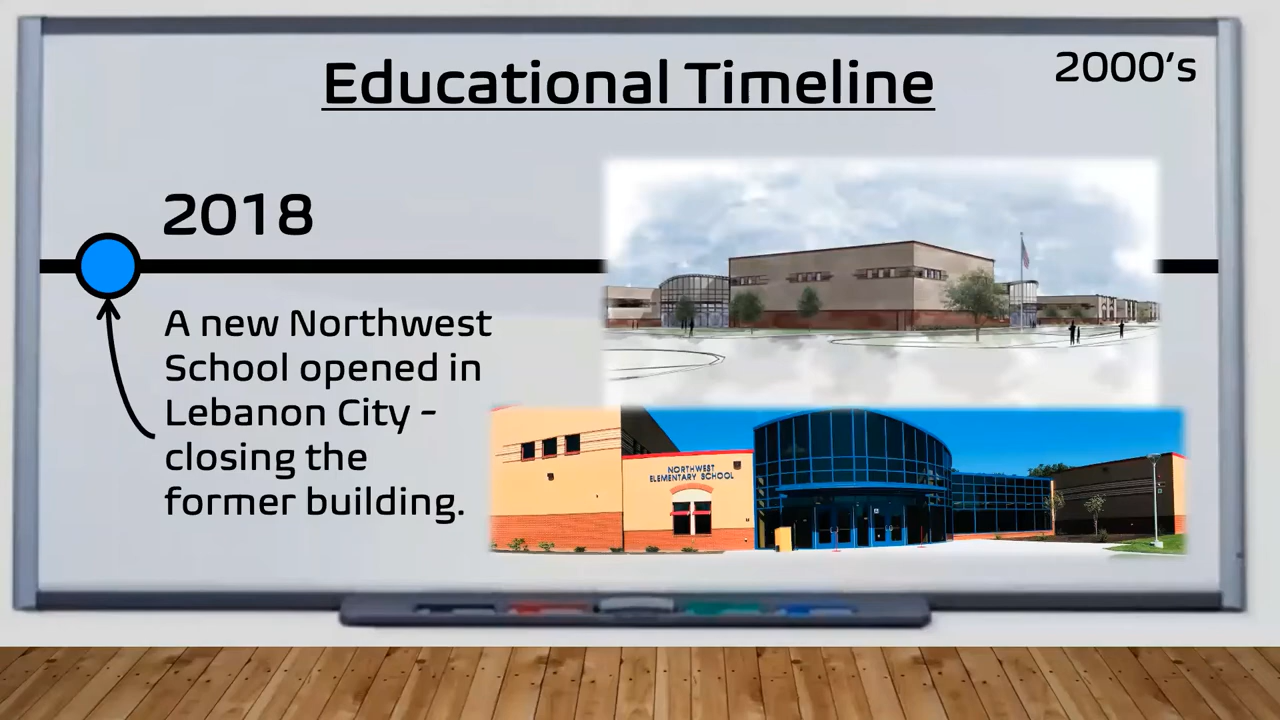 Educational Timeline
2000's
2018
A new Northwest
School opened in
Lebanon City -
closing the
former building.
NORTHWEST
ELEMENTARY SCHOOL